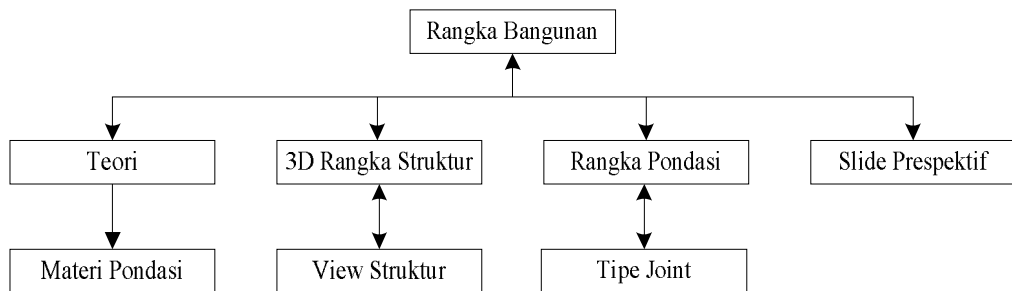 Rangka Bangunan
Teori
3D Rangka Struktur
Rangka Pondasi
Slide Prespektif
Materi Pondasi
View Struktur
Tipe Joint